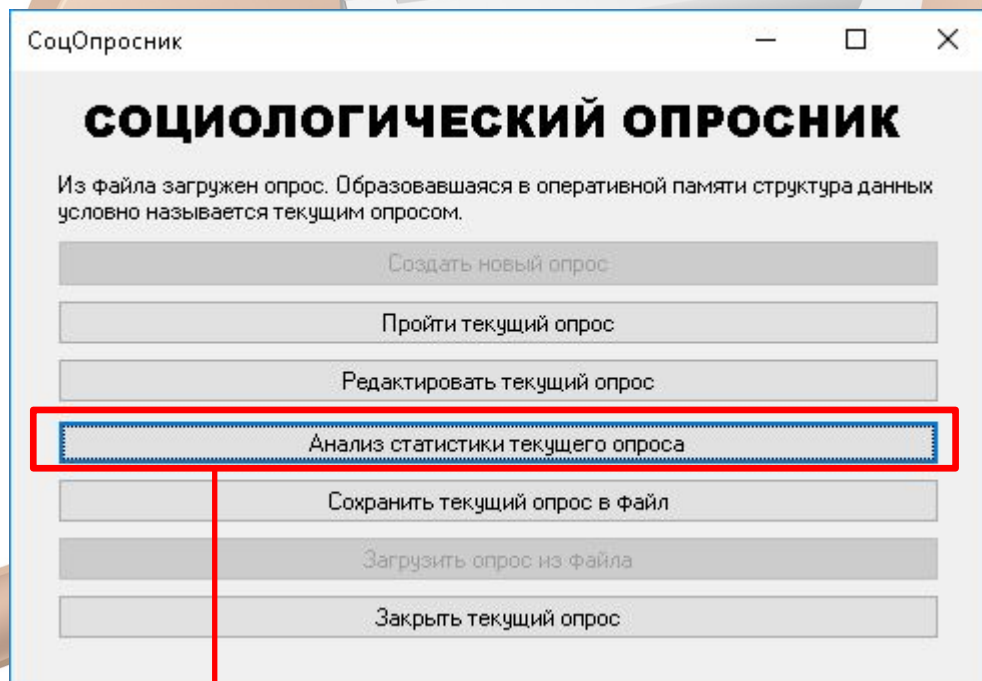 СоцОпросник
СОЦИОЛОГИЧЕСКИЙ ОПРОСНИК
Из файла загружен опрос. Образовавшаяся в оперативной памяти структура данных
условно называется текущим опросом.
Создать новый опрос
Пройти текущий опрос
Редактировать текущий опрос
Анализ статистики текущего опроса
Сохранить текущий опрос в файл
Загрузить опрос из файла
Закрыть текущий опрос